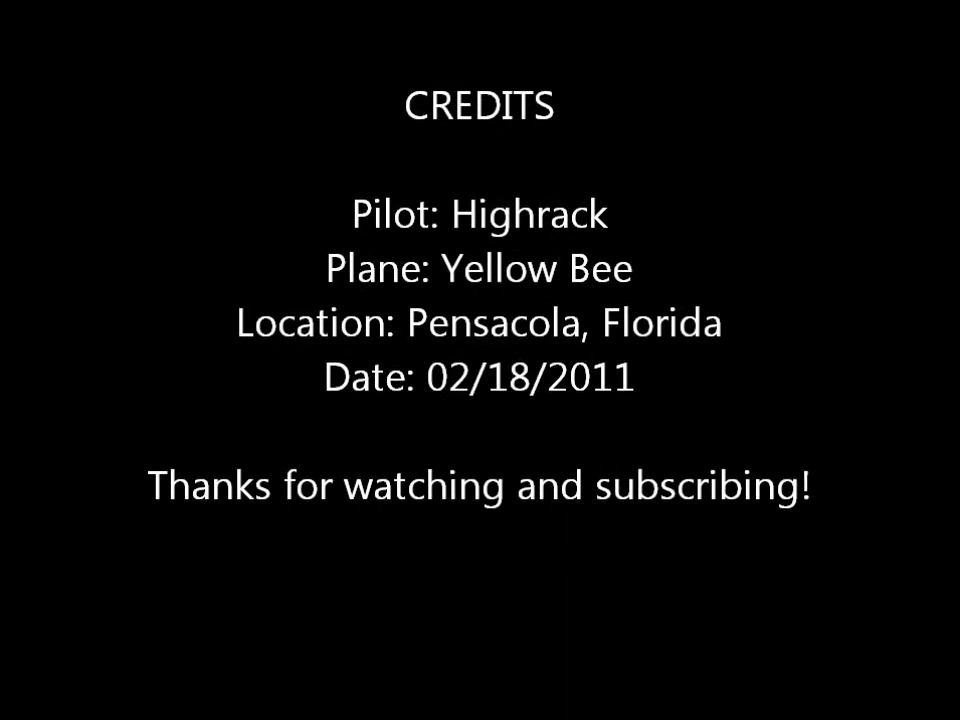 CREDITS
Pilot: Highrack
Plane: Yellow Bee
Location: Pensacola, Florida
Date: 02/18/2011
Thanks for watching and subscribing!